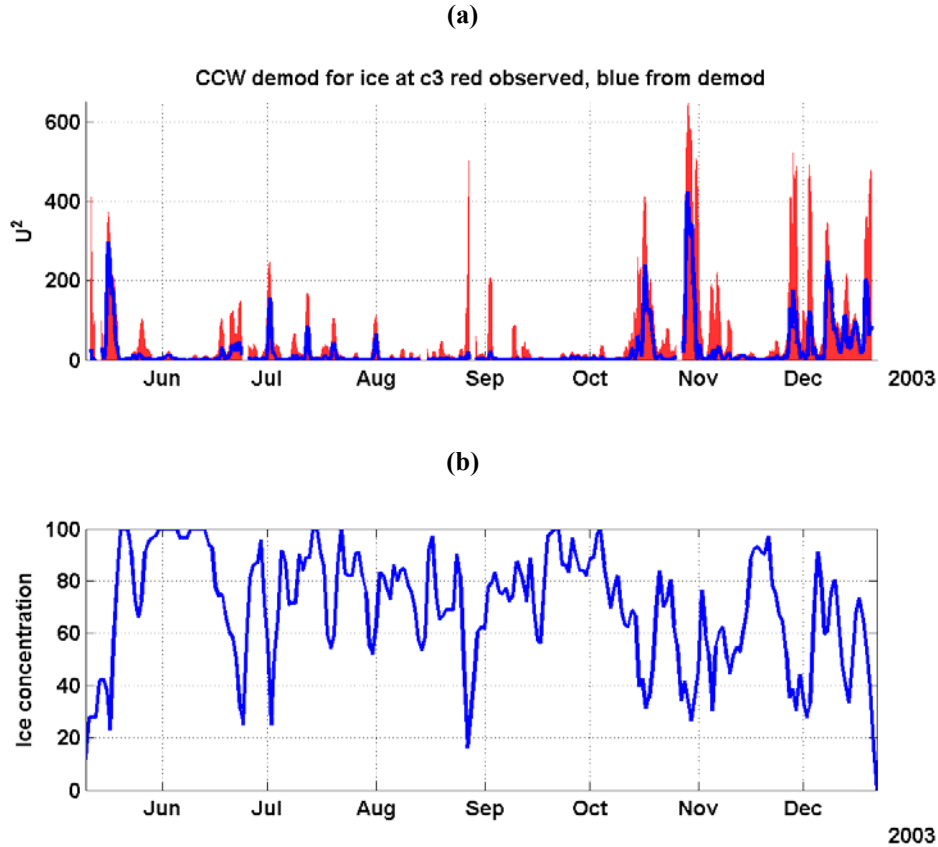 (a)
CCW demod for ice at c3 red observed, blue from demod
U²
600
400
200
0
Jun Jul Aug Sep Oct Nov Dec
2003
(b)
Ice concentration
100
80
60
40
20
0
Jun Jul Aug Sep Oct Nov Dec
2003